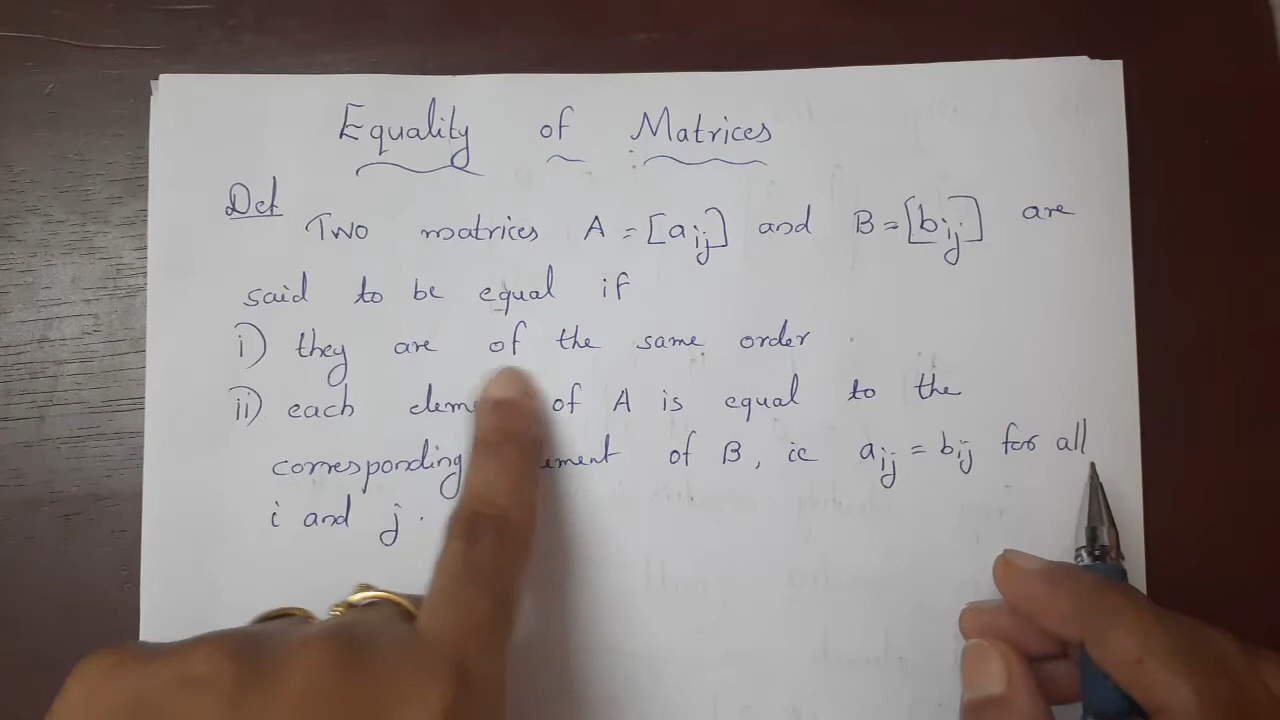 Equality of Matrices
Def
Two matrices A = [aij] and B = [bij] are
said to be equal if
i) they are of the same order
ii) each of A is equal to the
corresponding of B, ie aij = bij for all
i and j.